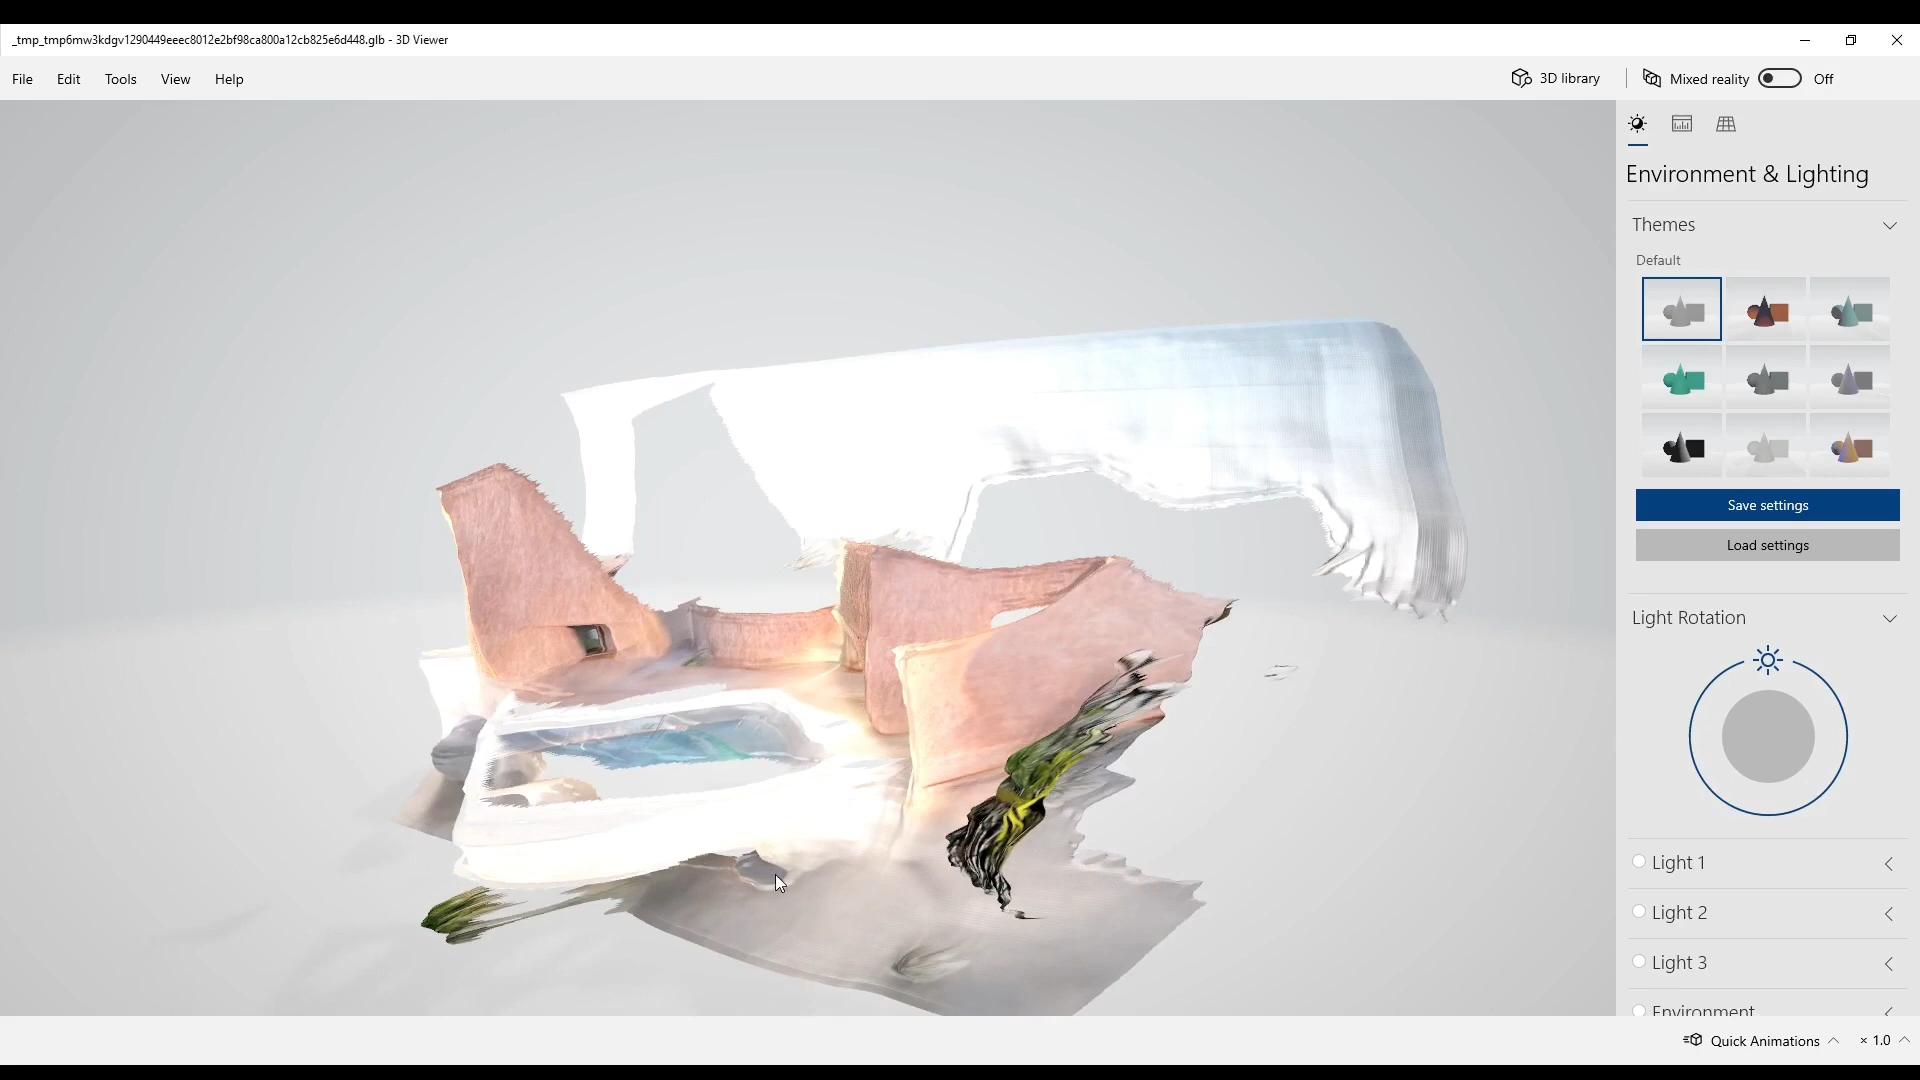 _tmp_tmp6mw3kdgv1290449eeec8012e2bf98ca800a12cb825e6d448.glb - 3D Viewer
File Edit Tools View Help
3D library
Mixed reality Off
Environment & Lighting
Themes
Default
Save settings
Load settings
Light Rotation
Light 1
Light 2
Light 3
Environment
Quick Animations × 1.0